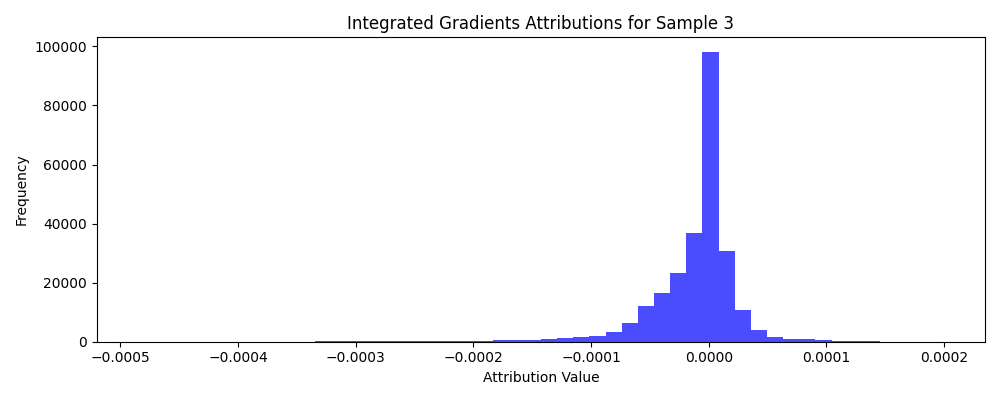 Integrated Gradients Attributions for Sample 3
Frequency
100000
80000
60000
40000
20000
0
−0.0005 −0.0004 −0.0003 −0.0002 −0.0001 0.0000 0.0001 0.0002
Attribution Value